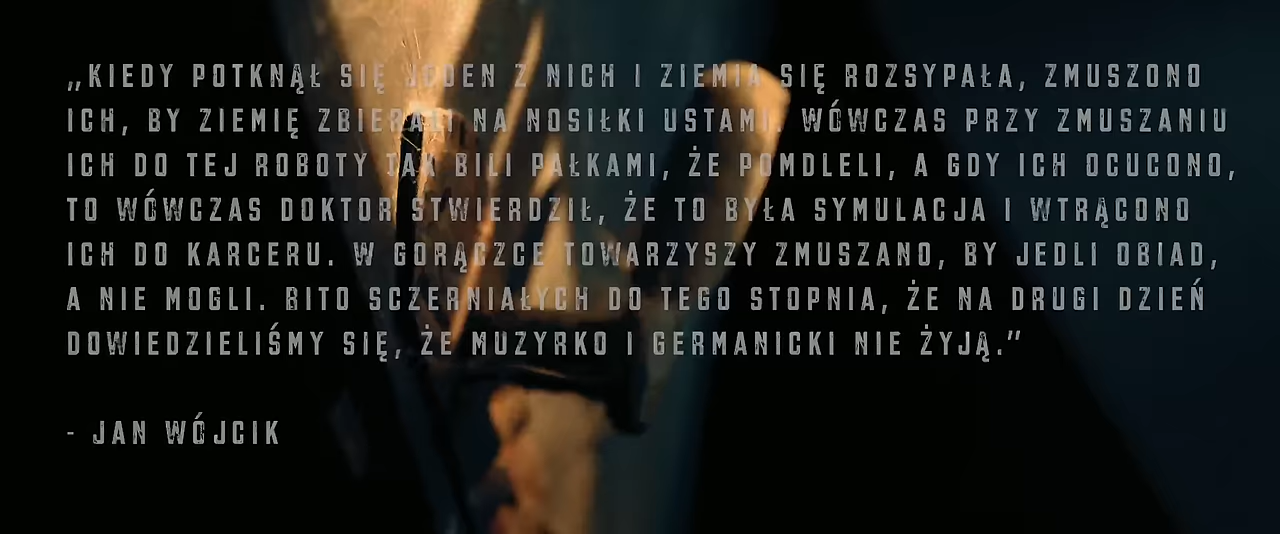 „KIEDY POTKNĄŁ SIĘ JEDEN Z NICH I ZIEMIA SIĘ ROZSYPAŁA, ZMUSZONO
ICH, BY ZIEMIĘ ZBIERALI NA NOSIŁKI USTAMI. WÓWCZAS PRZY ZMUSZANIU
ICH DO TEJ ROBOTY TAK BILI PAŁKAMI, ŻE POMDLELI, A GDY ICH OCUCONO,
TO WÓWCZAS DOKTOR STWIERDZIŁ, ŻE TO BYŁA SYMULACJA I WTRĄCONO
ICH DO KARCERU. W GORĄCZCE TOWARZYSZY ZMUSZANO, BY JEDLI OBIAD,
A NIE MOGLI. BITO SCZERNIAŁYCH DO TEGO STOPNIA, ŻE NA DRUGI DZIEŃ
DOWIEDZIELIŚMY SIĘ, ŻE MUZYRKO I GERMANICKI NIE ŻYJĄ.”
- JAN WÓJCIK